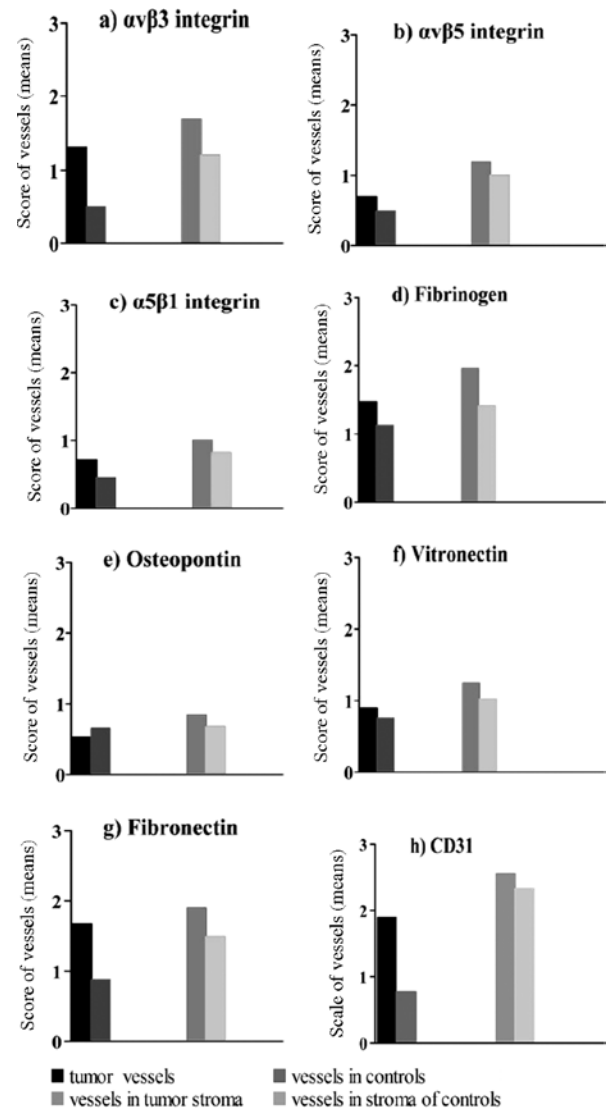 a) αvβ3 integrin
Score of vessels (means)
3
2
1
0
b) αvβ5 integrin
Score of vessels (means)
3
2
1
0
c) α5β1 integrin
Score of vessels (means)
3
2
1
0
d) Fibrinogen
Score of vessels (means)
3
2
1
0
e) Osteopontin
Score of vessels (means)
3
2
1
0
f) Vitronectin
Score of vessels (means)
3
2
1
0
g) Fibronectin
Score of vessels (means)
3
2
1
0
h) CD31
Scale of vessels (means)
3
2
1
0
tumor vessels
vessels in controls
vessels in tumor stroma
vessels in stroma of controls